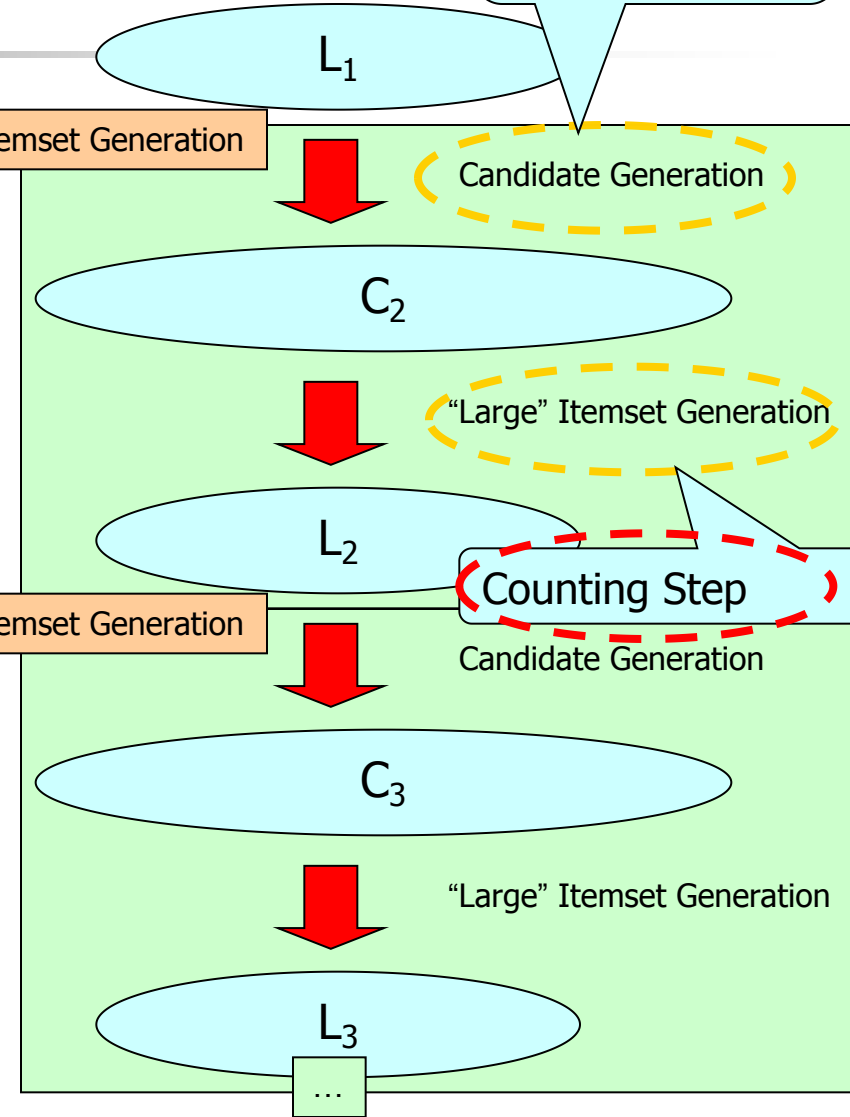 L₁
emset Generation
Candidate Generation
C₂
“Large” Itemset Generation
L₂
Counting Step
emset Generation
Candidate Generation
C₃
“Large” Itemset Generation
L₃
…